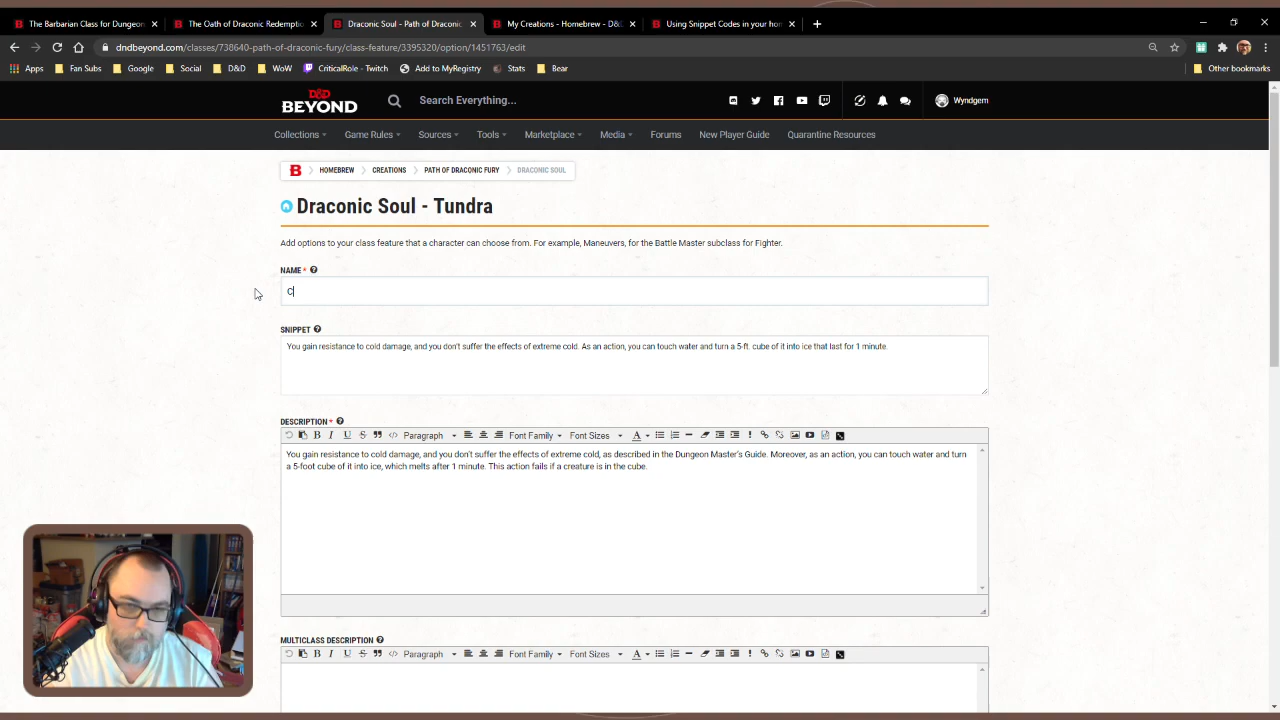 The Barbarian Class for Dungeon
The Oath of Draconic Redemptio
Draconic Soul - Path of Draconic
My Creations - Homebrew - D&D
Using Snippet Codes in your hom
dndbeyond.com/classes/738640-path-of-draconic-fury/class-feature/3395320/option/1451763/edit
Apps
Fan Subs
Google
Social
D&D
WoW
CriticalRole - Twitch
Add to MyRegistry
Stats
Bear
Other bookmarks
D&D
BEYOND
Search Everything...
Wyndgem
Collections
Game Rules
Sources
Tools
Marketplace
Media
Forums
New Player Guide
Quarantine Resources
B
HOMEBREW
CREATIONS
PATH OF DRACONIC FURY
DRACONIC SOUL
Draconic Soul - Tundra
Add options to your class feature that a character can choose from. For example, Maneuvers, for the Battle Master subclass for Fighter.
NAME *
C
SNIPPET
You gain resistance to cold damage, and you don't suffer the effects of extreme cold. As an action, you can touch water and turn a 5-ft. cube of it into ice that last for 1 minute.
DESCRIPTION *
B I U S Paragraph Font Family Font Sizes A
You gain resistance to cold damage, and you don't suffer the effects of extreme cold, as described in the Dungeon Master's Guide. Moreover, as an action, you can touch water and turn
a 5-foot cube of it into ice, which melts after 1 minute. This action fails if a creature is in the cube.
MULTICLASS DESCRIPTION
B I U S Paragraph Font Family Font Sizes A